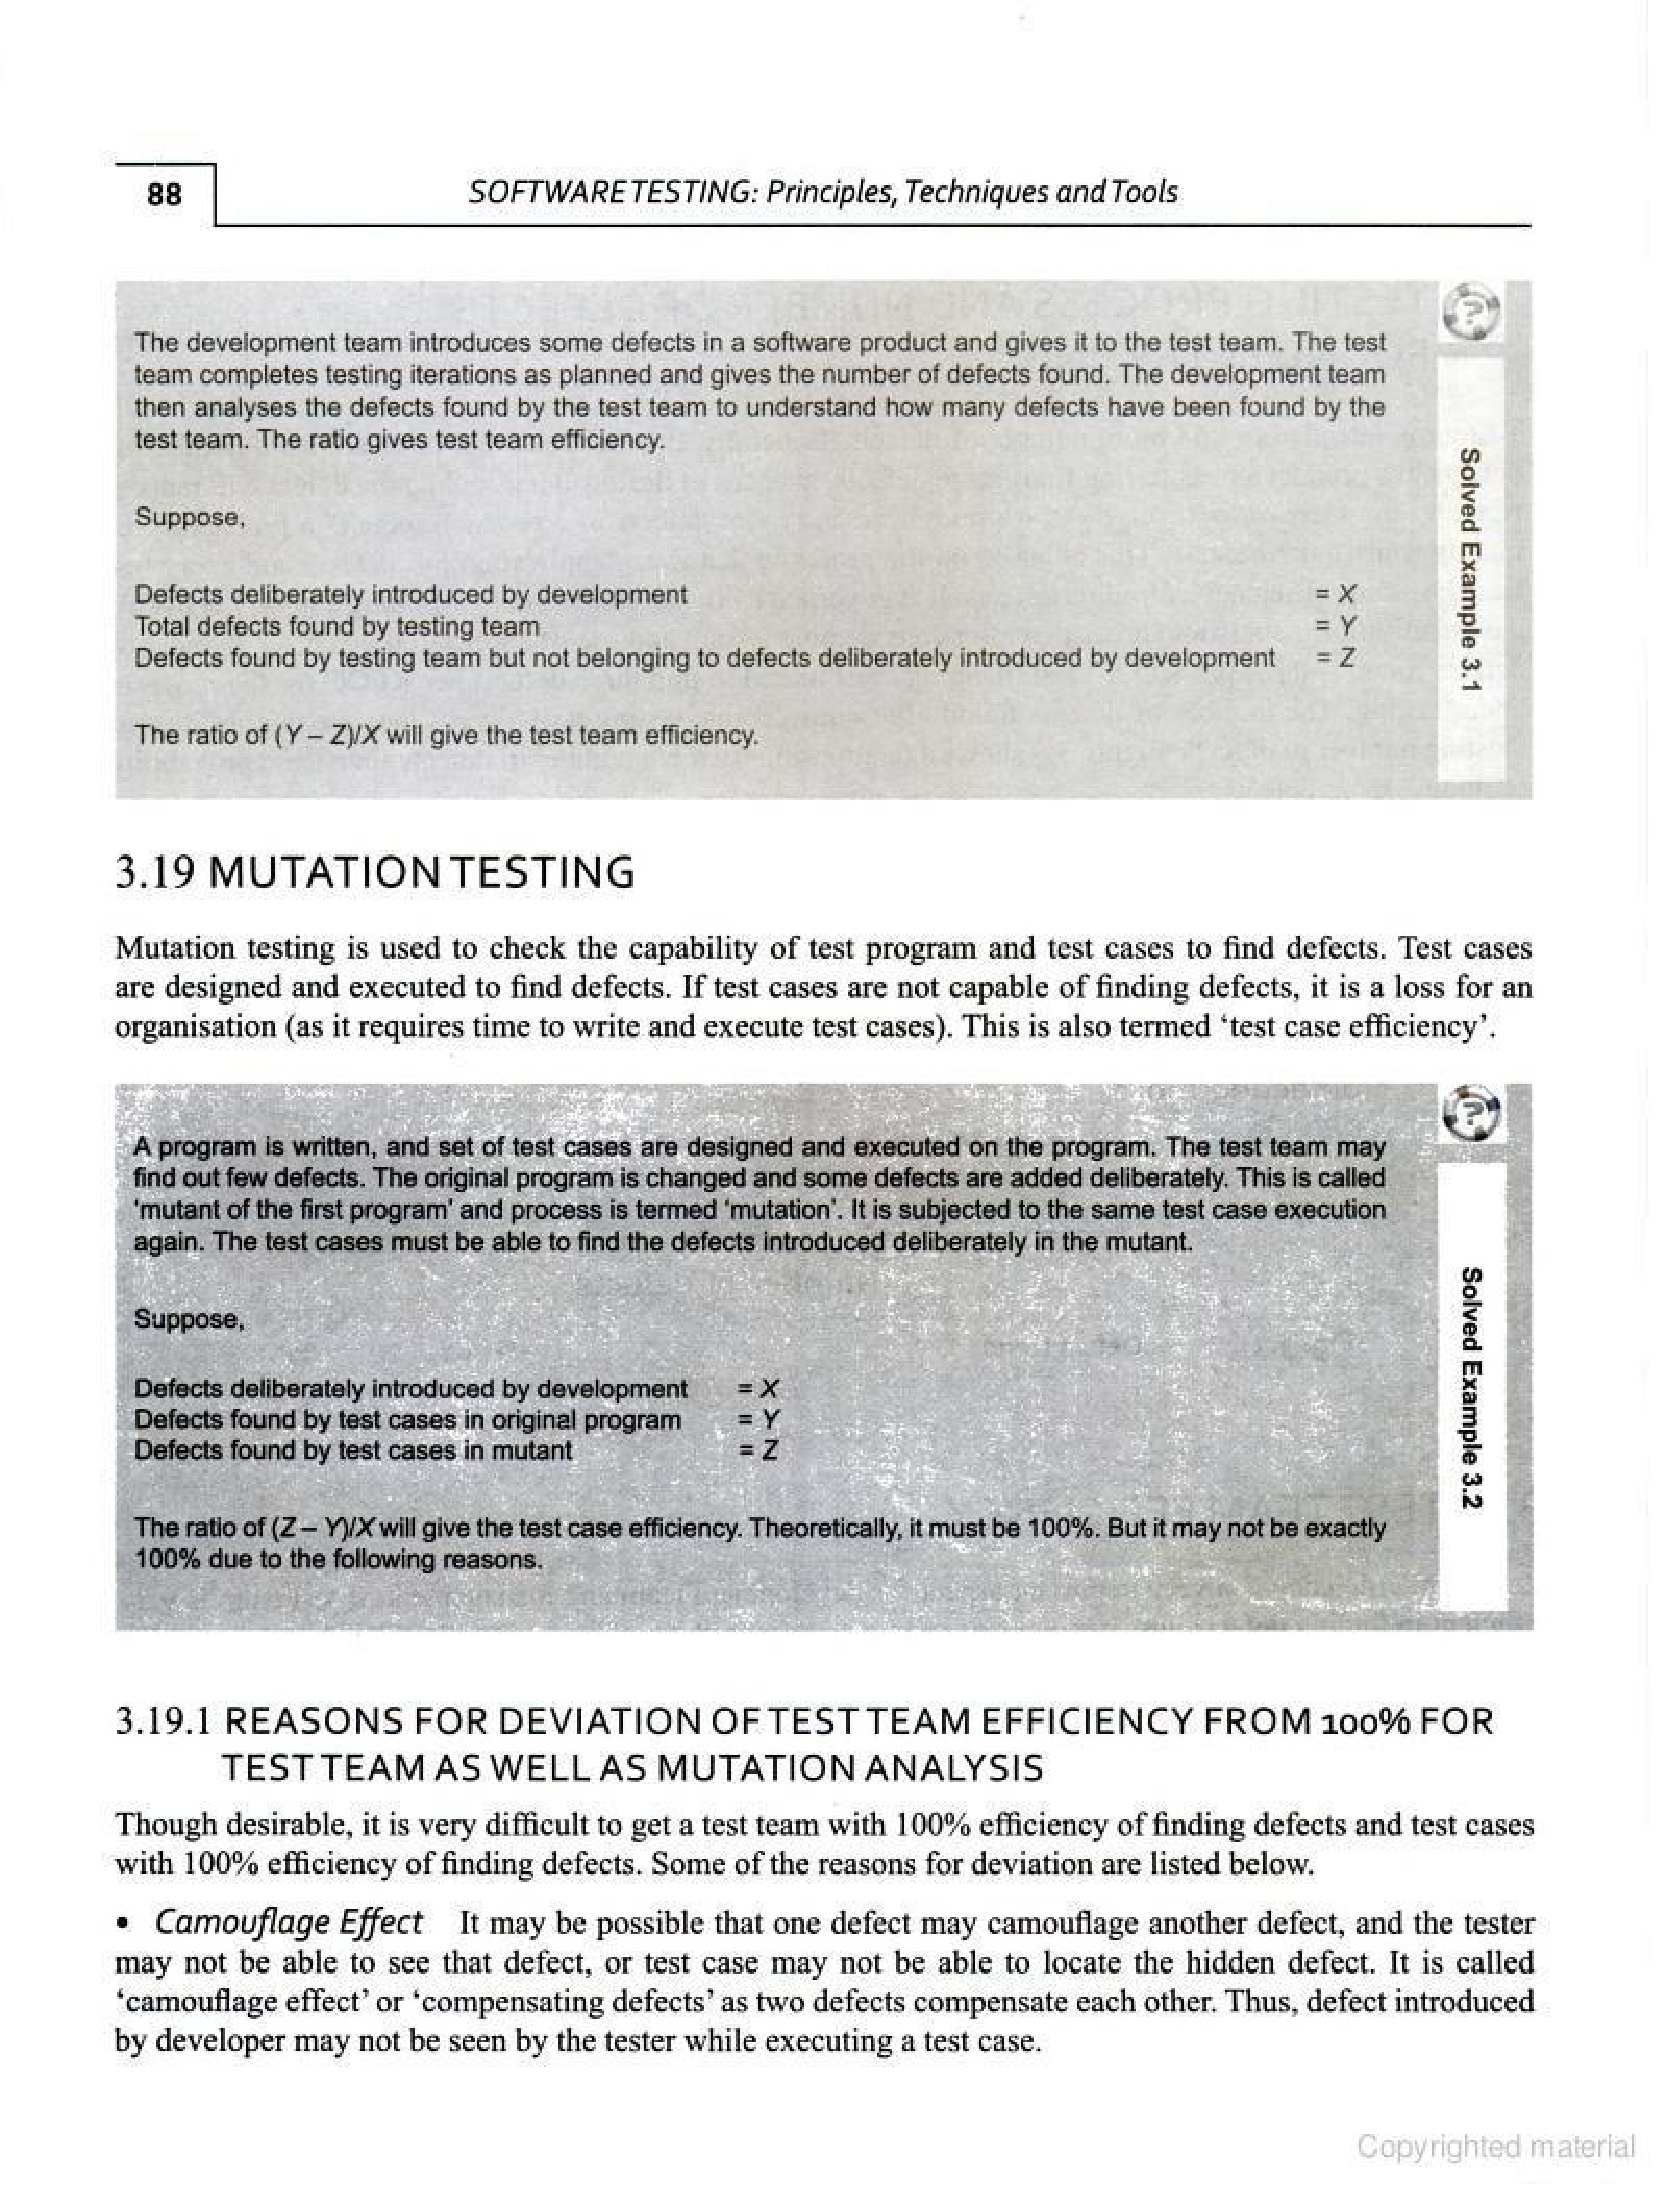 88
SOFTWARE TESTING: Principles, Techniques and Tools
The development team introduces some defects in a software product and gives it to the test team. The test
team completes testing iterations as planned and gives the number of defects found. The development team
then analyses the defects found by the test team to understand how many defects have been found by the
test team. The ratio gives test team efficiency.
Suppose,
Defects deliberately introduced by development = X
Total defects found by testing team = Y
Defects found by testing team but not belonging to defects deliberately introduced by development = Z
The ratio of (Y – Z)/X will give the test team efficiency.
Solved Example 3.1
3.19 MUTATION TESTING
Mutation testing is used to check the capability of test program and test cases to find defects. Test cases
are designed and executed to find defects. If test cases are not capable of finding defects, it is a loss for an
organisation (as it requires time to write and execute test cases). This is also termed ‘test case efficiency’.
A program is written, and set of test cases are designed and executed on the program. The test team may
find out few defects. The original program is changed and some defects are added deliberately. This is called
‘mutant of the first program’ and process is termed ‘mutation’. It is subjected to the same test case execution
again. The test cases must be able to find the defects introduced deliberately in the mutant.
Suppose,
Defects deliberately introduced by development = X
Defects found by test cases in original program = Y
Defects found by test cases in mutant = Z
The ratio of (Z – Y)/X will give the test case efficiency. Theoretically, it must be 100%. But it may not be exactly
100% due to the following reasons.
Solved Example 3.2
3.19.1 REASONS FOR DEVIATION OF TEST TEAM EFFICIENCY FROM 100% FOR
TEST TEAM AS WELL AS MUTATION ANALYSIS
Though desirable, it is very difficult to get a test team with 100% efficiency of finding defects and test cases
with 100% efficiency of finding defects. Some of the reasons for deviation are listed below.
• Camouflage Effect It may be possible that one defect may camouflage another defect, and the tester
may not be able to see that defect, or test case may not be able to locate the hidden defect. It is called
‘camouflage effect’ or ‘compensating defects’ as two defects compensate each other. Thus, defect introduced
by developer may not be seen by the tester while executing a test case.
Copyrighted material